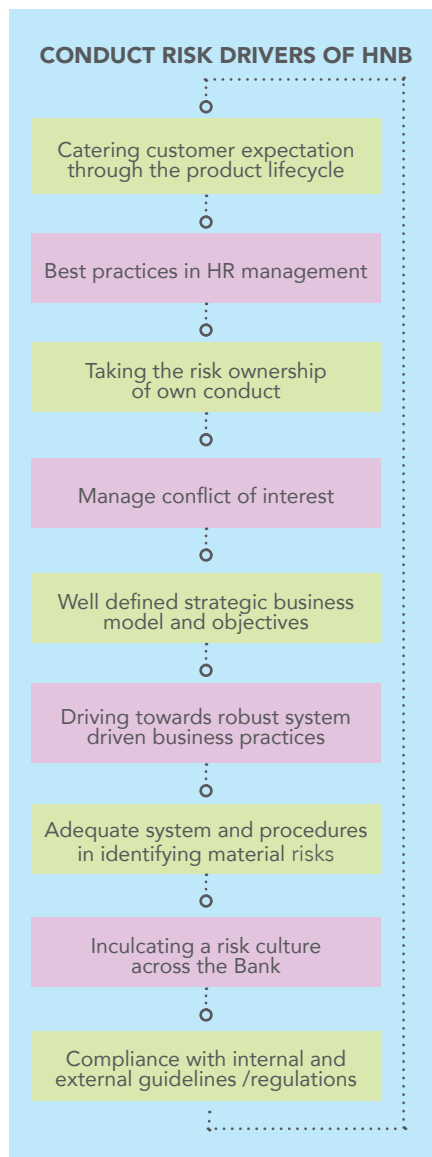 CONDUCT RISK DRIVERS OF HNB
Catering customer expectation
through the product lifecycle
Best practices in HR management
Taking the risk ownership
of own conduct
Manage conflict of interest
Well defined strategic business
model and objectives
Driving towards robust system
driven business practices
Adequate system and procedures
in identifying material risks
Inculcating a risk culture
across the Bank
Compliance with internal and
external guidelines /regulations